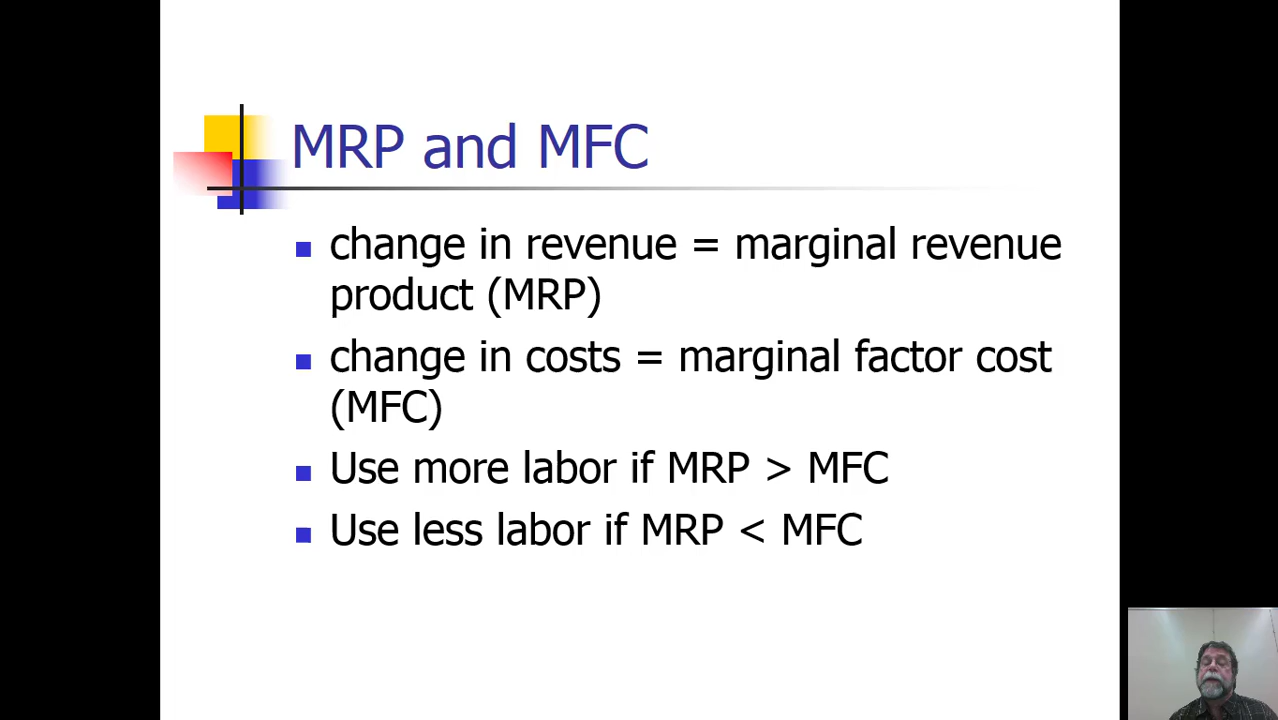 MRP and MFC
change in revenue = marginal revenue
product (MRP)
change in costs = marginal factor cost
(MFC)
Use more labor if MRP > MFC
Use less labor if MRP < MFC